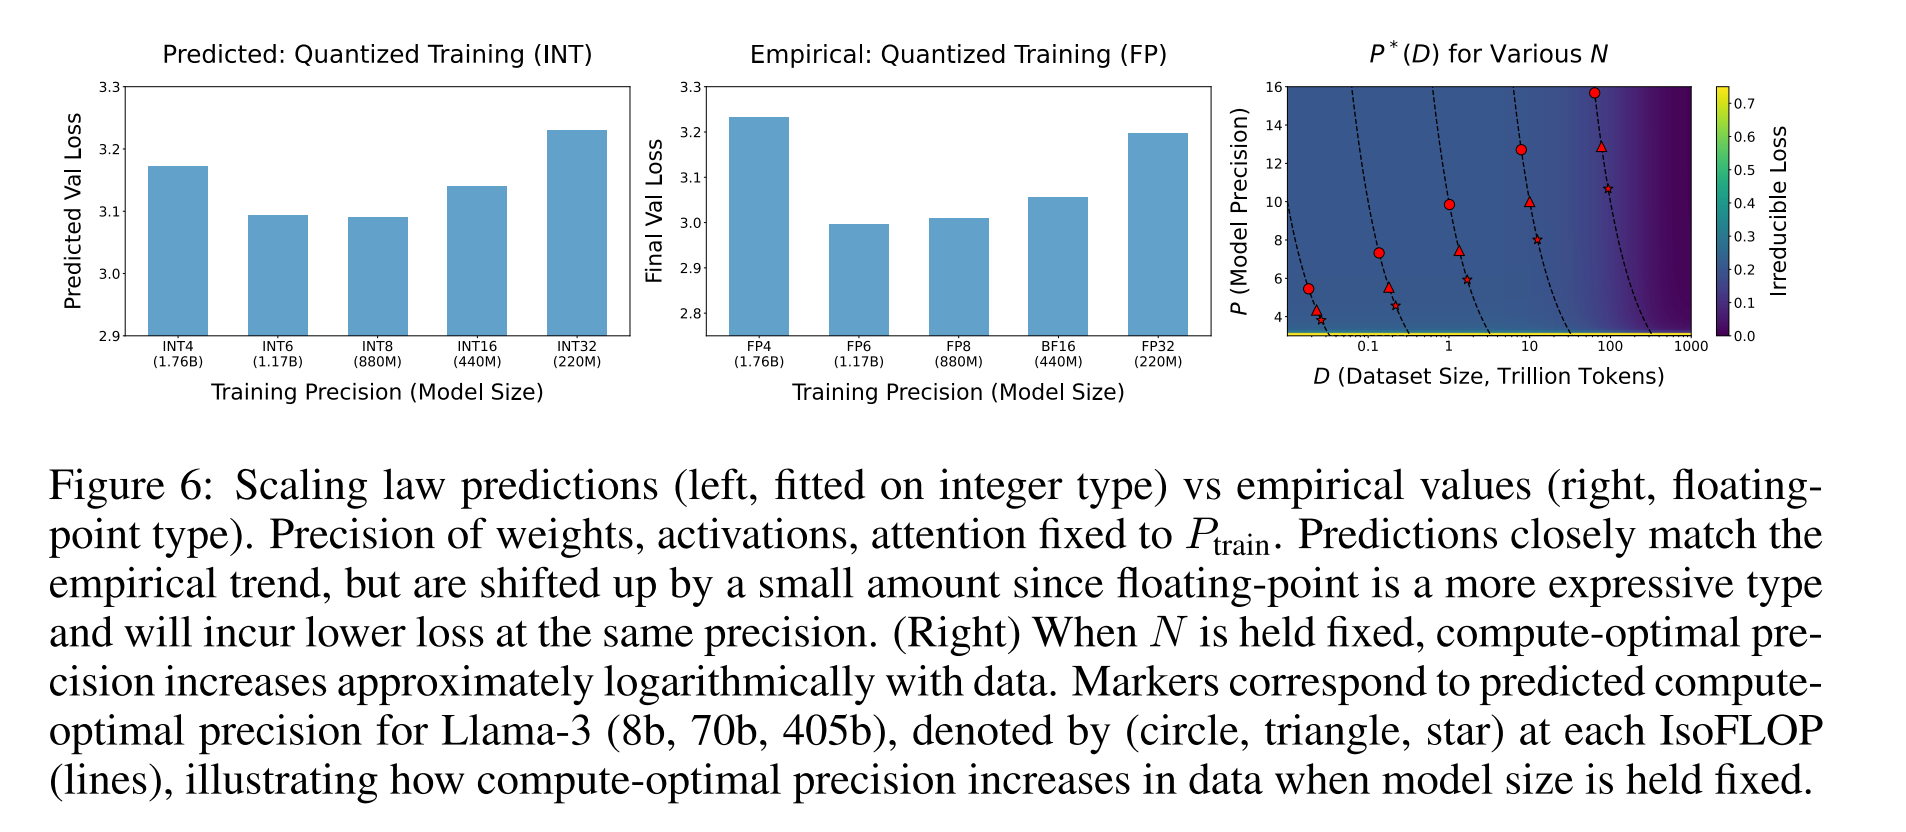 Predicted: Quantized Training (INT)
Predicted Val Loss
3.3
3.2
3.1
3.0
2.9
INT4 INT6 INT8 INT16 INT32
(1.76B) (1.17B) (880M) (440M) (220M)
Training Precision (Model Size)
Empirical: Quantized Training (FP)
Final Val Loss
3.3
3.2
3.1
3.0
2.9
2.8
FP4 FP6 FP8 BF16 FP32
(1.76B) (1.17B) (880M) (440M) (220M)
Training Precision (Model Size)
P*(D) for Various N
P (Model Precision)
16
14
12
10
8
6
4
0.1 1 10 100 1000
D (Dataset Size, Trillion Tokens)
0.7
0.6
0.5
0.4
0.3
0.2
0.1
0.0
Irreducible Loss
Figure 6: Scaling law predictions (left, fitted on integer type) vs empirical values (right, floating-
point type). Precision of weights, activations, attention fixed to Ptrain. Predictions closely match the
empirical trend, but are shifted up by a small amount since floating-point is a more expressive type
and will incur lower loss at the same precision. (Right) When N is held fixed, compute-optimal pre-
cision increases approximately logarithmically with data. Markers correspond to predicted compute-
optimal precision for Llama-3 (8b, 70b, 405b), denoted by (circle, triangle, star) at each IsoFLOP
(lines), illustrating how compute-optimal precision increases in data when model size is held fixed.